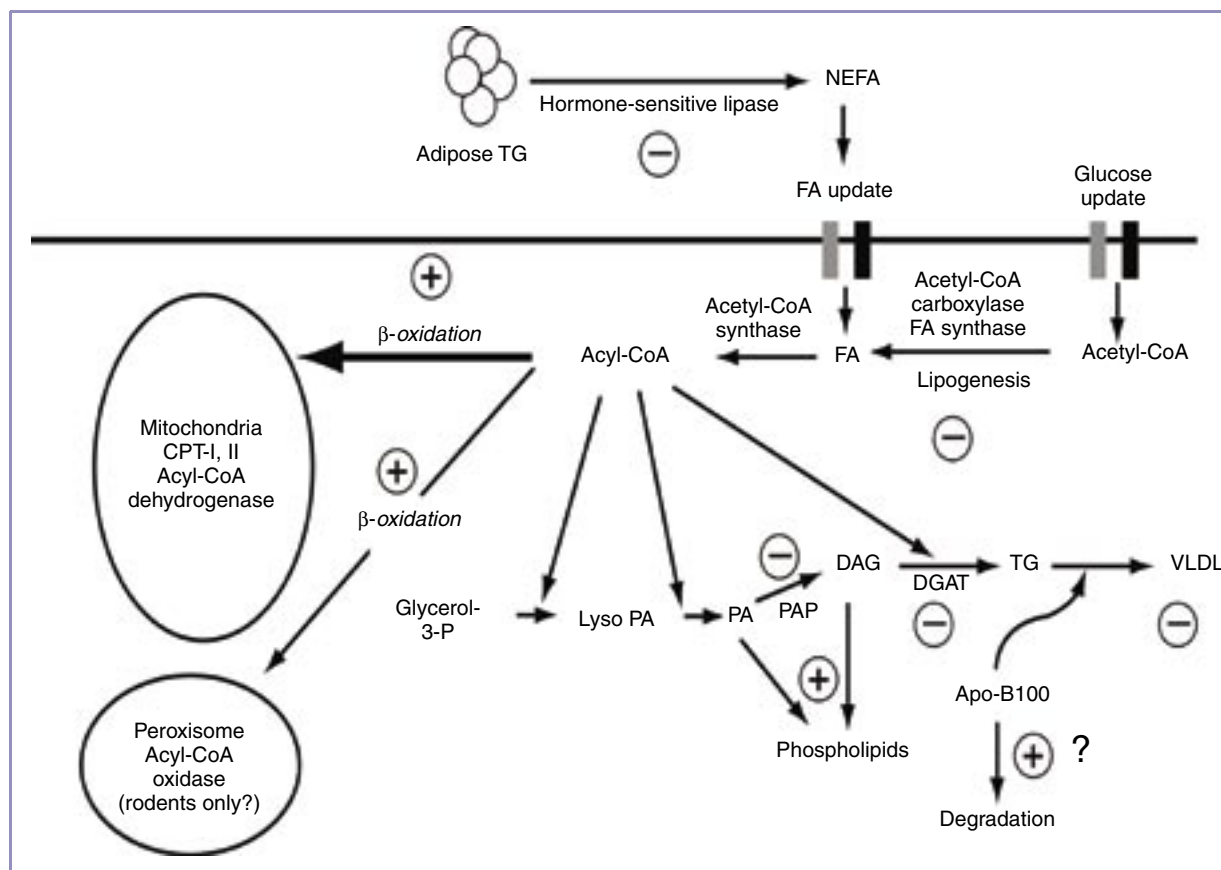 NEFA
Hormone-sensitive lipase
Adipose TG
−
FA update
Glucose
update
+
Acetyl-CoA
synthase
Acetyl-CoA
carboxylase
FA synthase
β-oxidation
Acyl-CoA
FA
Lipogenesis
Acetyl-CoA
−
Mitochondria
CPT-I, II
Acyl-CoA
dehydrogenase
+
β-oxidation
Glycerol-
3-P
Lyso PA
PA
−
PAP
DAG
DGAT
−
TG
VLDL
−
+
Phospholipids
Apo-B100
+ ?
Degradation
Peroxisome
Acyl-CoA
oxidase
(rodents only?)